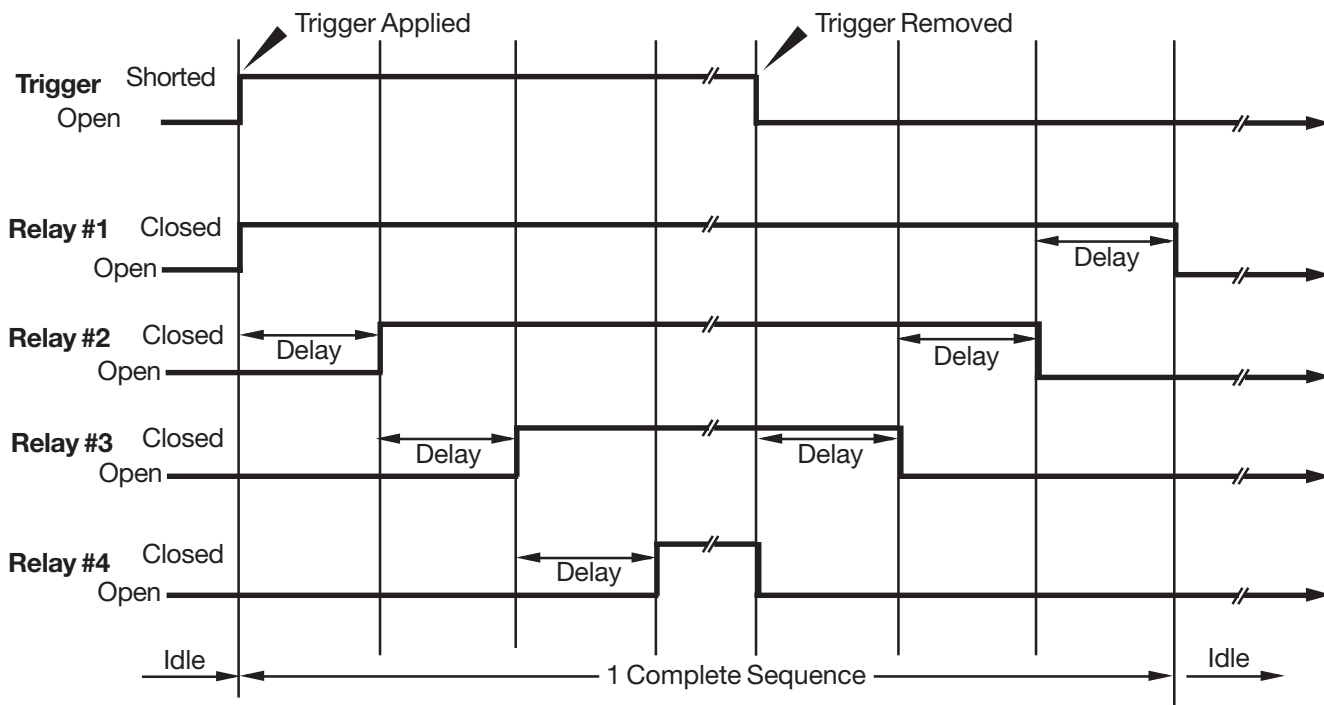 Trigger Applied
Trigger Removed
Trigger Shorted
Open
Relay #1 Closed
Open
Delay
Relay #2 Closed
Open
Delay
Delay
Relay #3 Closed
Open
Delay
Delay
Relay #4 Closed
Open
Delay
Idle
1 Complete Sequence
Idle